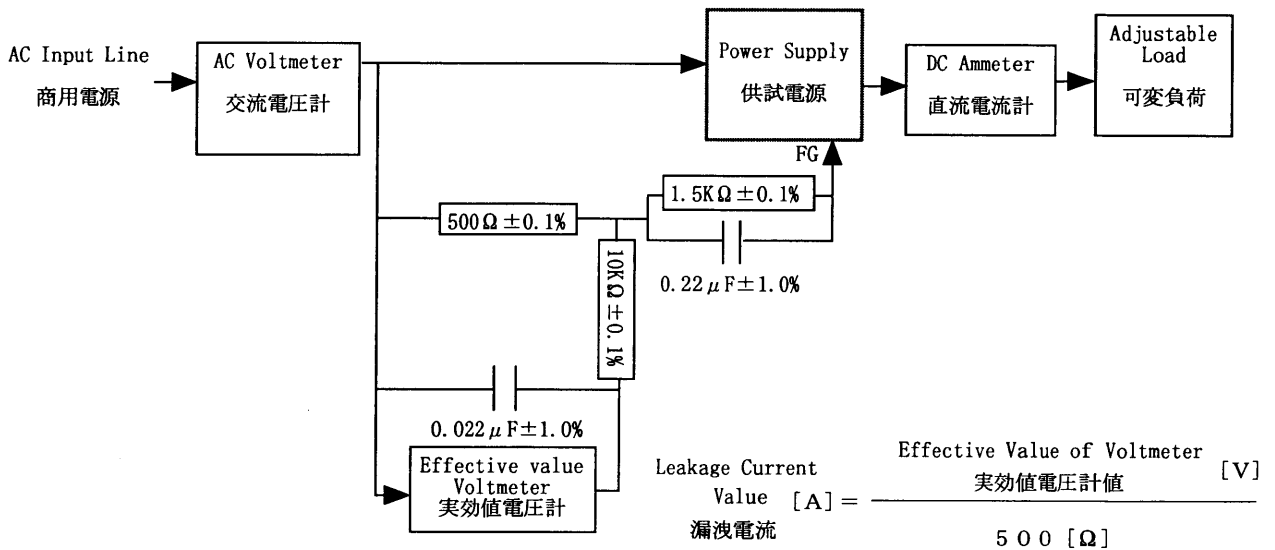 AC Input Line
商用電源
AC Voltmeter
交流電圧計
Power Supply
供試電源
DC Ammeter
直流電流計
Adjustable
Load
可変負荷
FG
1.5KΩ±0.1%
500Ω±0.1%
10KΩ±0.1%
0.22μF±1.0%
0.022μF±1.0%
Effective value
Voltmeter
実効値電圧計
Leakage Current
Value [A]=
漏洩電流
Effective Value of Voltmeter
実効値電圧計値 [V]
500[Ω]